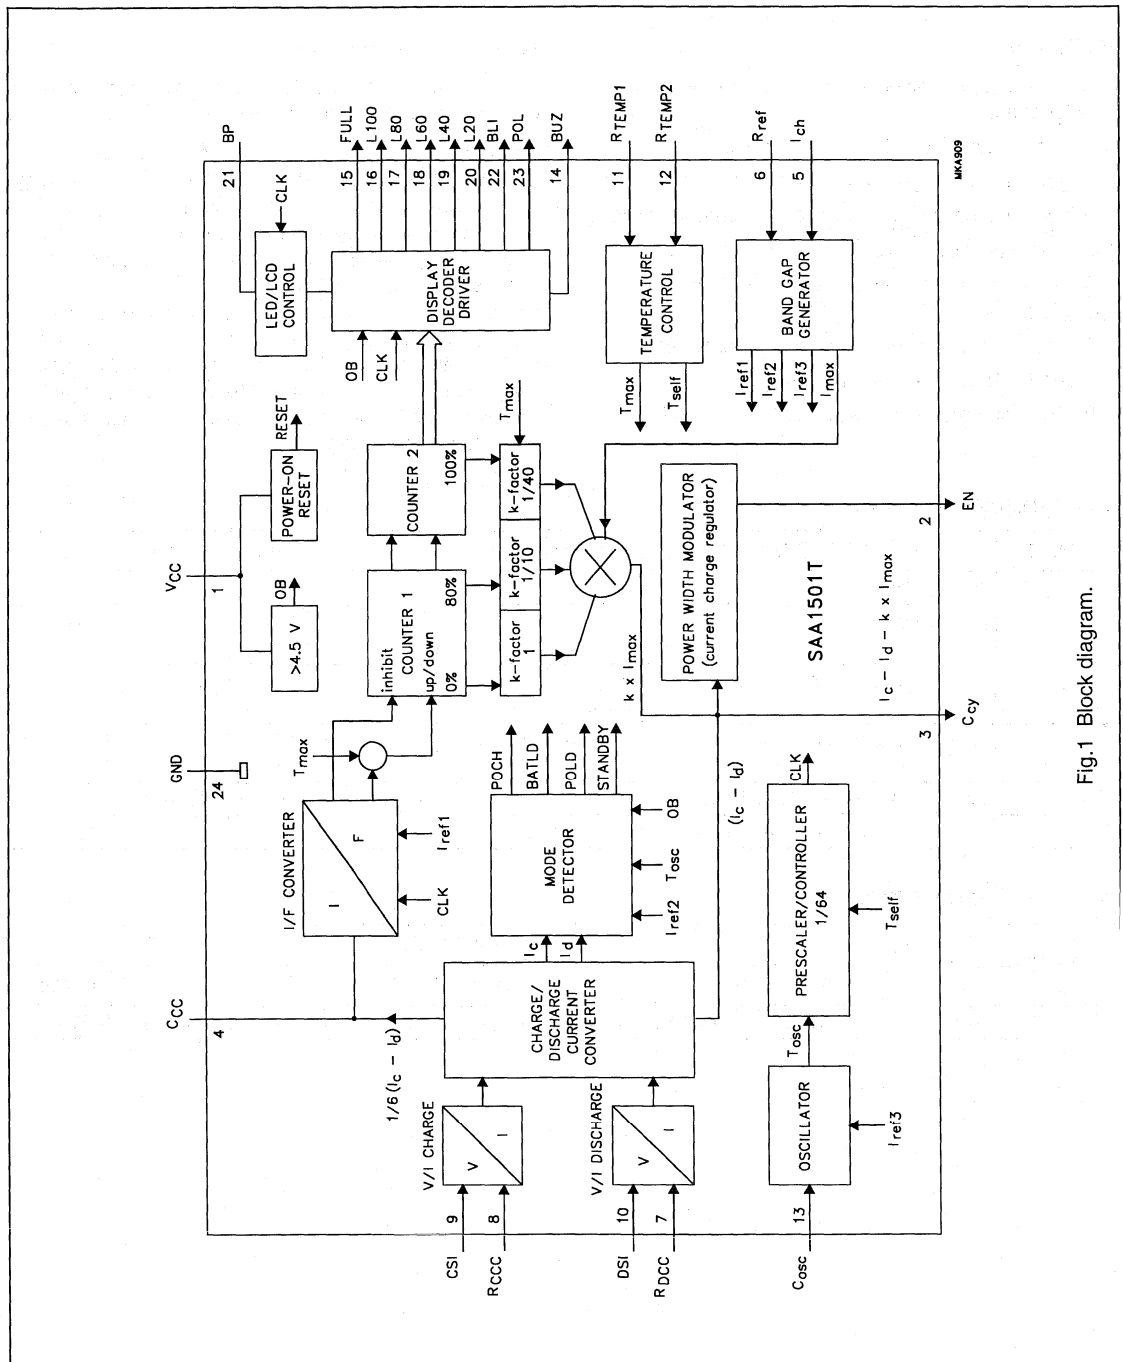 BP
21
CLK
LED/LCD
CONTROL
FULL
15
L100
16
L80
17
L60
18
L40
19
L20
20
BLI
22
POL
23
BUZ
14
DISPLAY
DECODER
DRIVER
OB
CLK
RTEMP1
11
RTEMP2
12
TEMPERATURE
CONTROL
Tmax
Tself
Rref
6
Ich
5
BAND GAP
GENERATOR
Iref1
Iref2
Iref3
Imax
MKA909
VCC
1
POWER-ON
RESET
RESET
>4.5 V
OB
GND
24
inhibit
COUNTER 1
up/down
0%
80%
COUNTER 2
100%
k-factor
1
k-factor
1/10
k-factor
1/40
Tmax
k x Imax
POWER WIDTH MODULATOR
(current charge regulator)
SAA1501T
EN
2
Ic - Id - k x Imax
Ccy
3
Tmax
I/F CONVERTER
I
F
Iref1
CLK
POCH
BATLD
POLD
STANDBY
MODE
DETECTOR
OB
Tosc
Iref2
Ic
Id
(Ic - Id)
CCC
4
1/6 (Ic - Id)
CHARGE/
DISCHARGE
CURRENT
CONVERTER
V/I CHARGE
V
I
CSI
9
RCCC
8
V/I DISCHARGE
V
I
DSI
10
RDCC
7
CLK
PRESCALER/CONTROLLER
1/64
Tself
Tosc
OSCILLATOR
Iref3
Cosc
13
Fig.1 Block diagram.